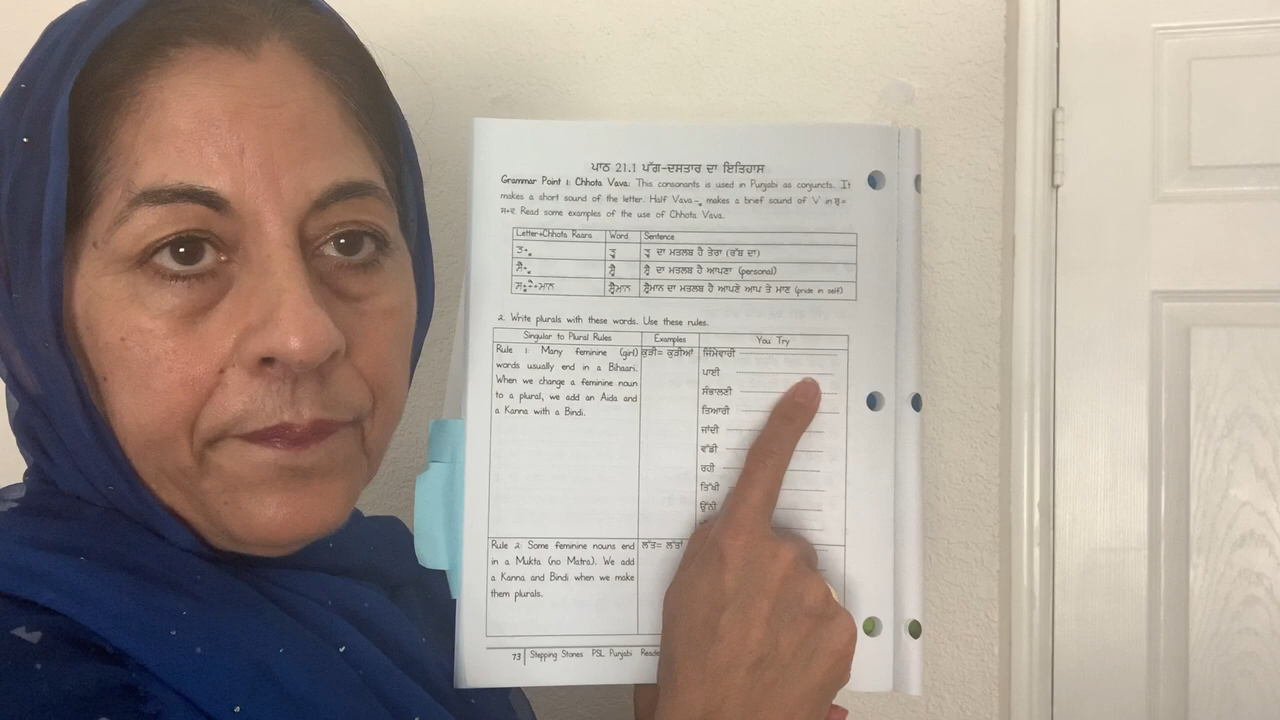 ਪਾਠ 21.1 ਪੱਗ-ਦਸਤਾਰ ਦਾ ਇਤਿਹਾਸ
Grammar Point 1: Chhota Vava: This consonants is used in Punjabi as conjuncts. It
makes a short sound of the letter. Half Vava-੍ਵ makes a brief sound of V in ਸ੍ਵ=
ਸ+ਵ. Read some examples of the use of Chhota Vava.
Letter+Chhota Raara Word Sentence
ਤ+੍ਵ ਤ੍ਵ ਤ੍ਵ ਦਾ ਮਤਲਬ ਹੈ ਤੇਰਾ (ਰੱਬ ਦਾ)
ਸੈ+੍ਵ ਸ੍ਵੈ ਸ੍ਵੈ ਦਾ ਮਤਲਬ ਹੈ ਆਪਣਾ (personal)
ਸ+੍ਵੈ+ਮਾਨ ਸ੍ਵੈਮਾਨ ਸ੍ਵੈਮਾਨ ਦਾ ਮਤਲਬ ਹੈ ਆਪਣੇ ਆਪ ਤੇ ਮਾਣ (pride in self)
2. Write plurals with these words. Use these rules.
Singular to Plural Rules Examples You Try
Rule 1: Many feminine (girl) ਕੁੜੀ= ਕੁੜੀਆਂ ਜਿੰਮੇਵਾਰੀ
words usually end in a Bihaari. ਪਾਈ
When we change a feminine noun ਸੰਭਾਲਣੀ
to a plural, we add an Aida and ਤਿਆਰੀ
a Kanna with a Bindi. ਜਾਂਦੀ
ਵੱਡੀ
ਰਹੀ
ਤਿੱਖੀ
ਉੱਨੀ
Rule 2: Some feminine nouns end ਲੱਤ= ਲੱਤਾਂ
in a Mukta (no Matra). We add
a Kanna and Bindi when we make
them plurals.
73 Stepping Stones PSL Punjabi Reade